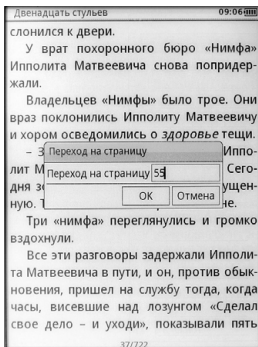 Двенадцать стульев 09:06
слонился к двери.
У врат похоронного бюро «Нимфа»
Ипполита Матвеевича снова попридер-
жали.
Владельцев «Нимфы» было трое. Они
враз поклонились Ипполиту Матвеевичу
и хором осведомились о здоровье тещи.
– З Иппо-
лит М Сего-
дня зо ущен-
ную. Т не.
Переход на страницу
Переход на страницу 55
OK Отмена
Три «нимфа» переглянулись и громко
вздохнули.
Все эти разговоры задержали Ипполи-
та Матвеевича в пути, и он, против обык-
новения, пришел на службу тогда, когда
часы, висевшие над лозунгом «Сделал
свое дело – и уходи», показывали пять
37/722